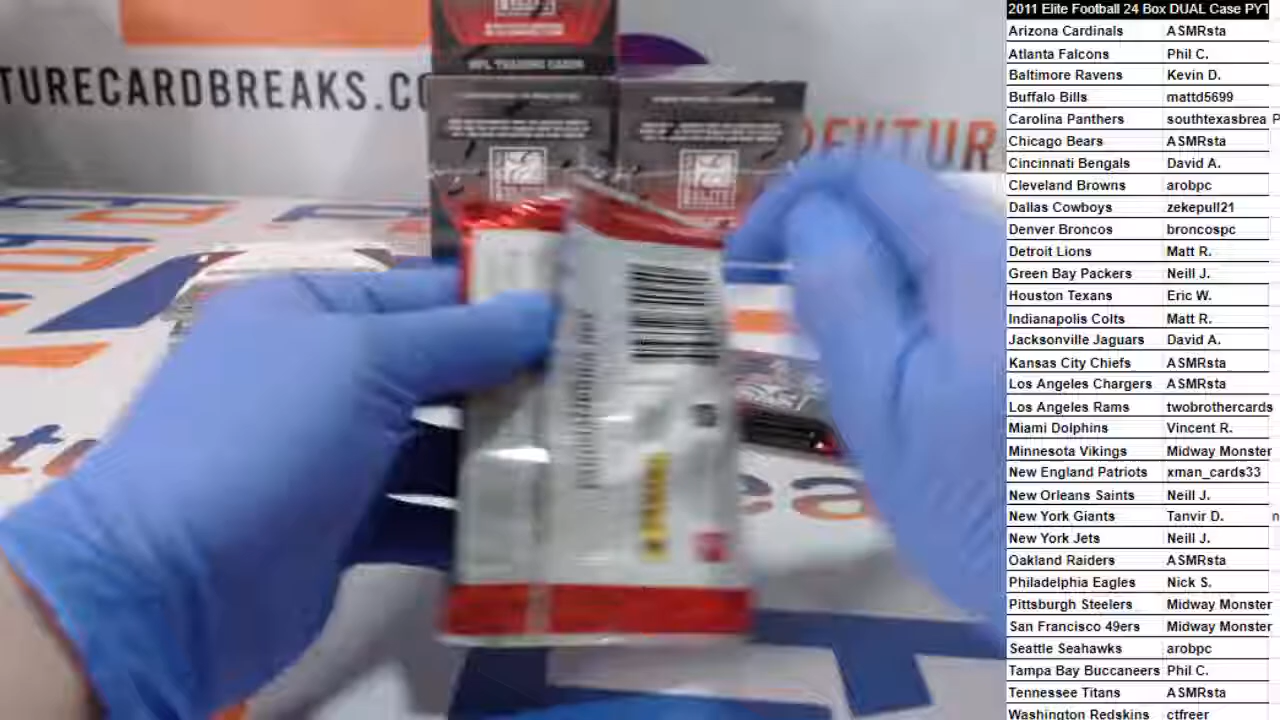 TURECARDBREAKS.CO
NFL TRADING CARDS
ELITE
ELITE
FUTUR
2011 Elite Football 24 Box DUAL Case PYT
Arizona Cardinals ASMRsta
Atlanta Falcons Phil C.
Baltimore Ravens Kevin D.
Buffalo Bills mattd5699
Carolina Panthers southtexasbrea P
Chicago Bears ASMRsta
Cincinnati Bengals David A.
Cleveland Browns arobpc
Dallas Cowboys zekepull21
Denver Broncos broncospc
Detroit Lions Matt R.
Green Bay Packers Neill J.
Houston Texans Eric W.
Indianapolis Colts Matt R.
Jacksonville Jaguars David A.
Kansas City Chiefs ASMRsta
Los Angeles Chargers ASMRsta
Los Angeles Rams twobrothercards
Miami Dolphins Vincent R.
Minnesota Vikings Midway Monster
New England Patriots xman_cards33
New Orleans Saints Neill J.
New York Giants Tanvir D. n
New York Jets Neill J.
Oakland Raiders ASMRsta
Philadelphia Eagles Nick S.
Pittsburgh Steelers Midway Monster
San Francisco 49ers Midway Monster
Seattle Seahawks arobpc
Tampa Bay Buccaneers Phil C.
Tennessee Titans ASMRsta
Washington Redskins ctfreer